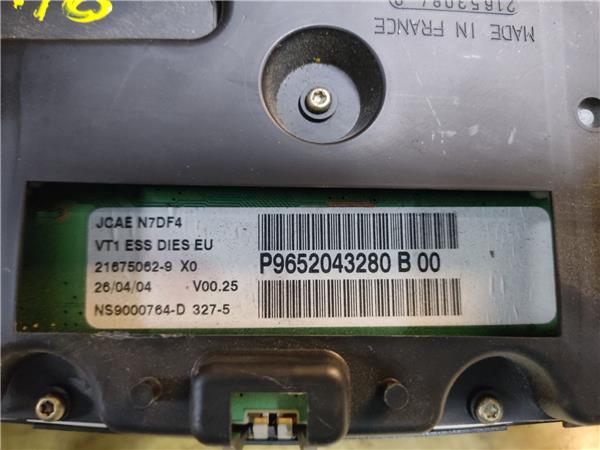 MADE IN FRANCE
JCAE N7DF4
VT1 ESS DIES EU
21675062-9 X0
26/04/04 V00.25
NS9000764-D 327-5
P9652043280 B 00